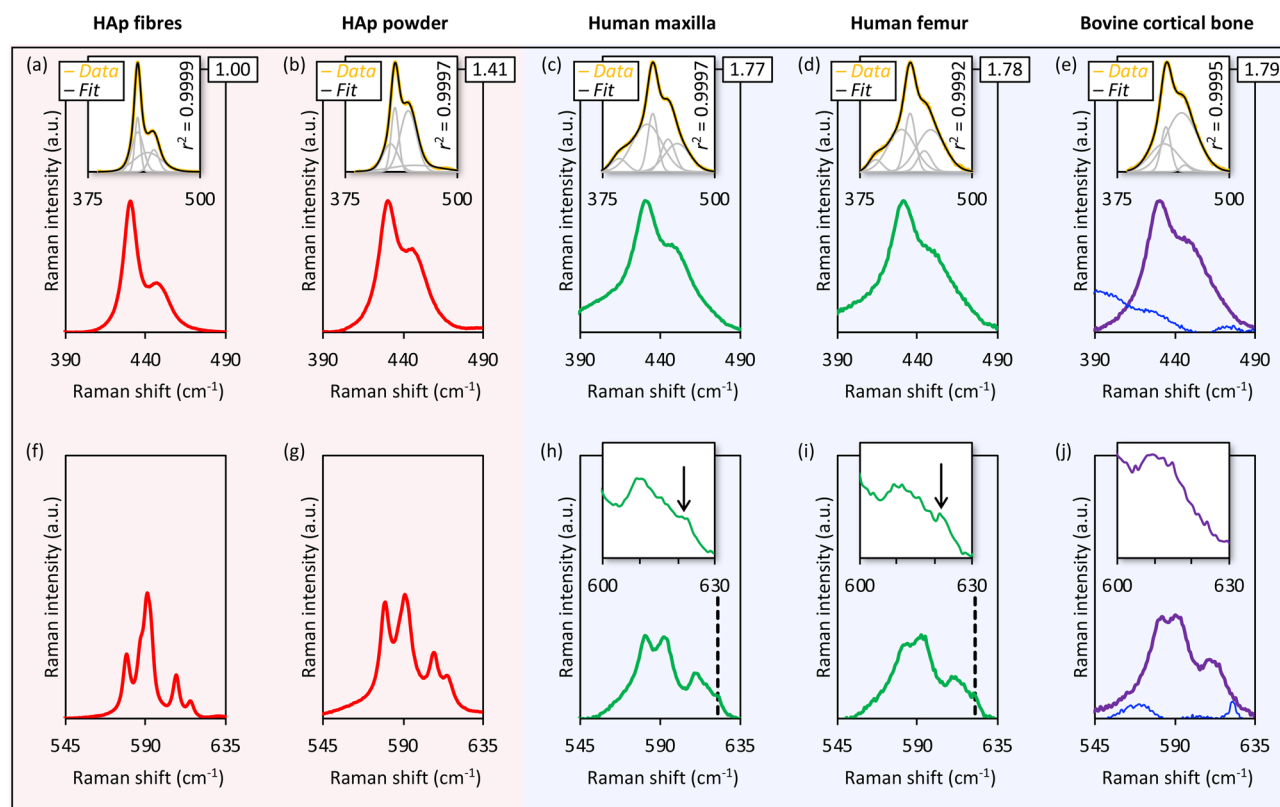 HAp fibres
HAp powder
Human maxilla
Human femur
Bovine cortical bone
(a)
– Data
– Fit
r² = 0.9999
1.00
375
500
Raman intensity (a.u.)
390
440
490
Raman shift (cm⁻¹)
(b)
– Data
– Fit
r² = 0.9997
1.41
375
500
Raman intensity (a.u.)
390
440
490
Raman shift (cm⁻¹)
(c)
– Data
– Fit
r² = 0.9997
1.77
375
500
Raman intensity (a.u.)
390
440
490
Raman shift (cm⁻¹)
(d)
– Data
– Fit
r² = 0.9992
1.78
375
500
Raman intensity (a.u.)
390
440
490
Raman shift (cm⁻¹)
(e)
– Data
– Fit
r² = 0.9995
1.79
375
500
Raman intensity (a.u.)
390
440
490
Raman shift (cm⁻¹)
(f)
Raman intensity (a.u.)
545
590
635
Raman shift (cm⁻¹)
(g)
Raman intensity (a.u.)
545
590
635
Raman shift (cm⁻¹)
(h)
600
630
Raman intensity (a.u.)
545
590
635
Raman shift (cm⁻¹)
(i)
600
630
Raman intensity (a.u.)
545
590
635
Raman shift (cm⁻¹)
(j)
600
630
Raman intensity (a.u.)
545
590
635
Raman shift (cm⁻¹)